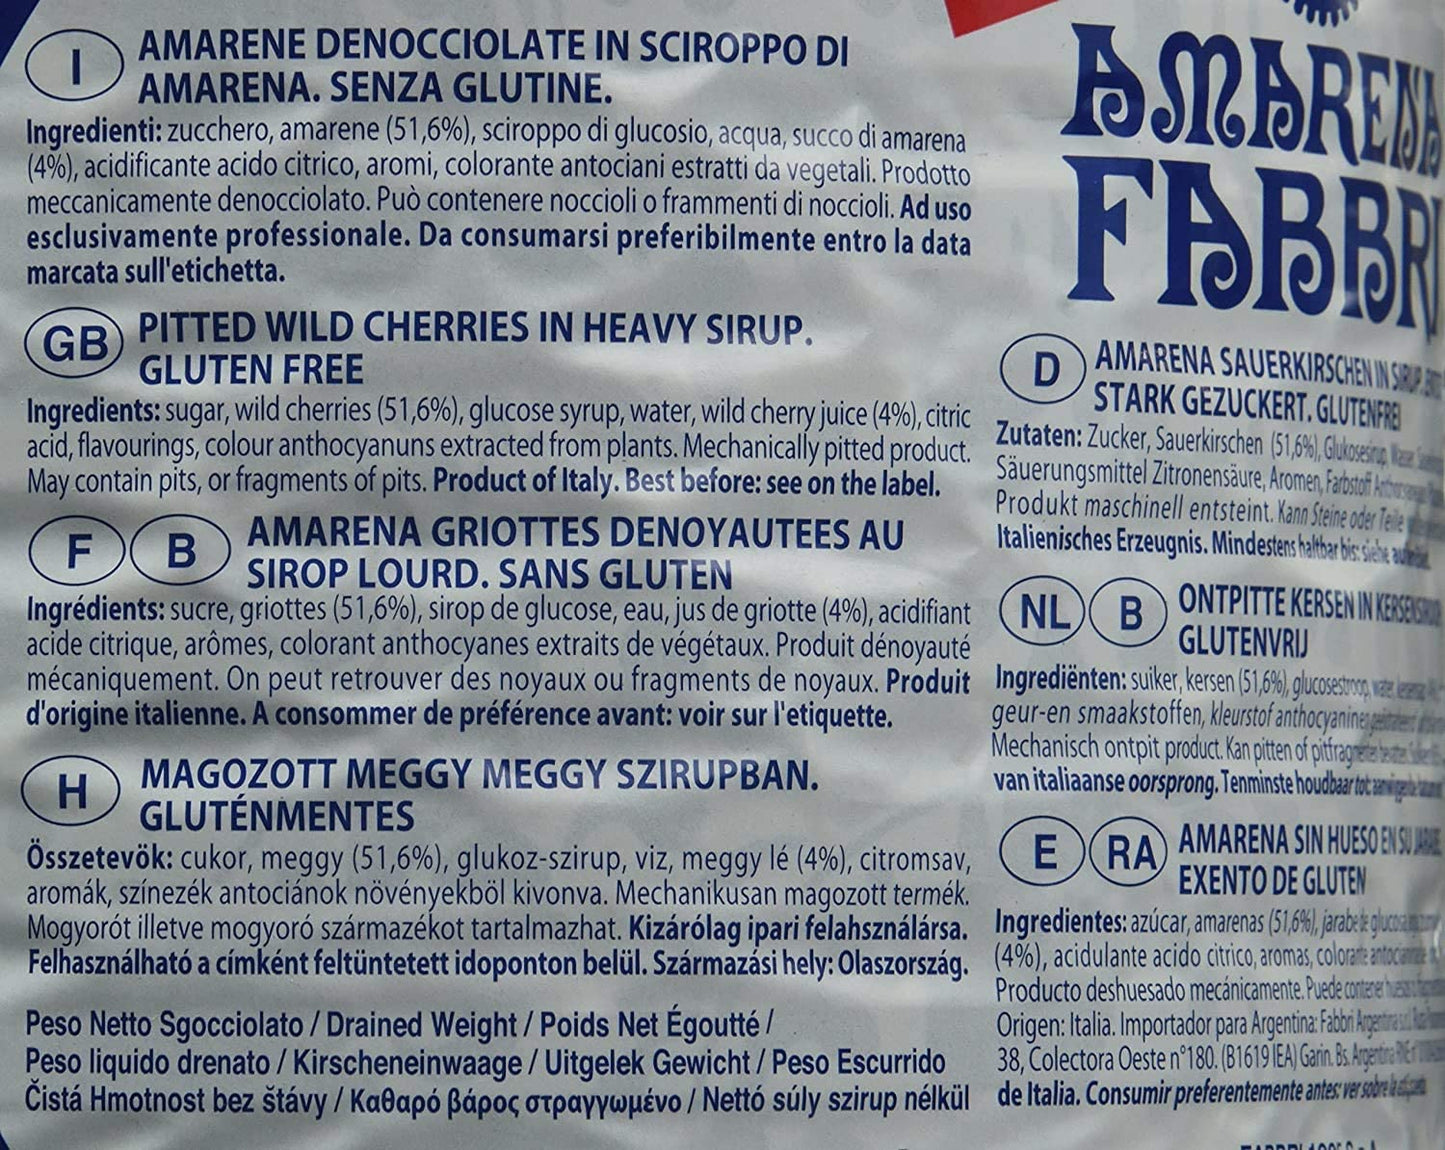 I
AMARENE DENOCCIOLATE IN SCIROPPO DI
AMARENA. SENZA GLUTINE.
Ingredienti: zucchero, amarene (51,6%), sciroppo di glucosio, acqua, succo di amarena
(4%), acidificante acido citrico, aromi, colorante antociani estratti da vegetali. Prodotto
meccanicamente denocciolato. Può contenere noccioli o frammenti di noccioli. Ad uso
esclusivamente professionale. Da consumarsi preferibilmente entro la data
marcata sull'etichetta.
GB
PITTED WILD CHERRIES IN HEAVY SIRUP.
GLUTEN FREE
Ingredients: sugar, wild cherries (51,6%), glucose syrup, water, wild cherry juice (4%), citric
acid, flavourings, colour anthocyanuns extracted from plants. Mechanically pitted product.
May contain pits, or fragments of pits. Product of Italy. Best before: see on the label.
F B
AMARENA GRIOTTES DENOYAUTEES AU
SIROP LOURD. SANS GLUTEN
Ingrédients: sucre, griottes (51,6%), sirop de glucose, eau, jus de griotte (4%), acidifiant
acide citrique, arômes, colorant anthocyanes extraits de végétaux. Produit dénoyauté
mécaniquement. On peut retrouver des noyaux ou fragments de noyaux. Produit
d'origine italienne. A consommer de préférence avant: voir sur l'etiquette.
H
MAGOZOTT MEGGY MEGGY SZIRUPBAN.
GLUTÉNMENTES
Összetevök: cukor, meggy (51,6%), glukoz-szirup, viz, meggy lé (4%), citromsav,
aromák, színezék antociánok növényekböl kivonva. Mechanikusan magozott termék.
Mogyorót illetve mogyoró származékot tartalmazhat. Kizárólag ipari felahsználársa.
Felhasználható a címként feltüntetett idoponton belül. Származási hely: Olaszország.
Peso Netto Sgocciolato / Drained Weight / Poids Net Égoutté /
Peso liquido drenato / Kirscheneinwaage / Uitgelek Gewicht / Peso Escurrido
Čistá Hmotnost bez štávy / Καθαρό βάρος στραγγωμένο / Nettó súly szirup nélkül
AMARENA
FABBRI
D
AMARENA SAUERKIRSCHEN IN
STARK GEZUCKERT. GLUTENFREI
Zutaten: Zucker, Sauerkirschen (51,6%), Glukosesirup,
Säuerungsmittel Zitronensäure, Aromen, Farbstoff
Produkt maschinell entsteint. Kann Steine oder Teile
Italienisches Erzeugnis. Mindestens haltbar bis: siehe
NL B
ONTPITTE KERSEN IN
GLUTENVRIJ
Ingrediënten: suiker, kersen (51,6%), glucosestroop, water,
geur-en smaakstoffen, kleurstof anthocyaninen
Mechanisch ontpit product. Kan pitten of
van italiaanse oorsprong. Tenminste houdbaar tot:
E RA
AMARENA SIN HUESO EN SU
EXENTO DE GLUTEN
Ingredientes: azúcar, amarenas (51,6%), jarabe de
(4%), acidulante acido citrico, aromas, colorante
Producto deshuesado mecánicamente. Puede contener
Origen: Italia. Importador para Argentina: Fabbri Argentina
38, Colectora Oeste n°180. (B1619 IEA) Garin. Bs. Argentina
de Italia. Consumir preferentemente antes: ver sobre la